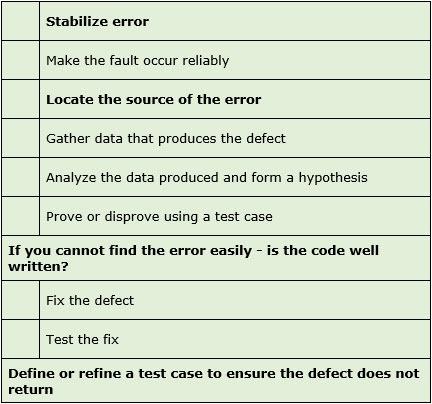 Stabilize error
Make the fault occur reliably
Locate the source of the error
Gather data that produces the defect
Analyze the data produced and form a hypothesis
Prove or disprove using a test case
If you cannot find the error easily - is the code well
written?
Fix the defect
Test the fix
Define or refine a test case to ensure the defect does not
return